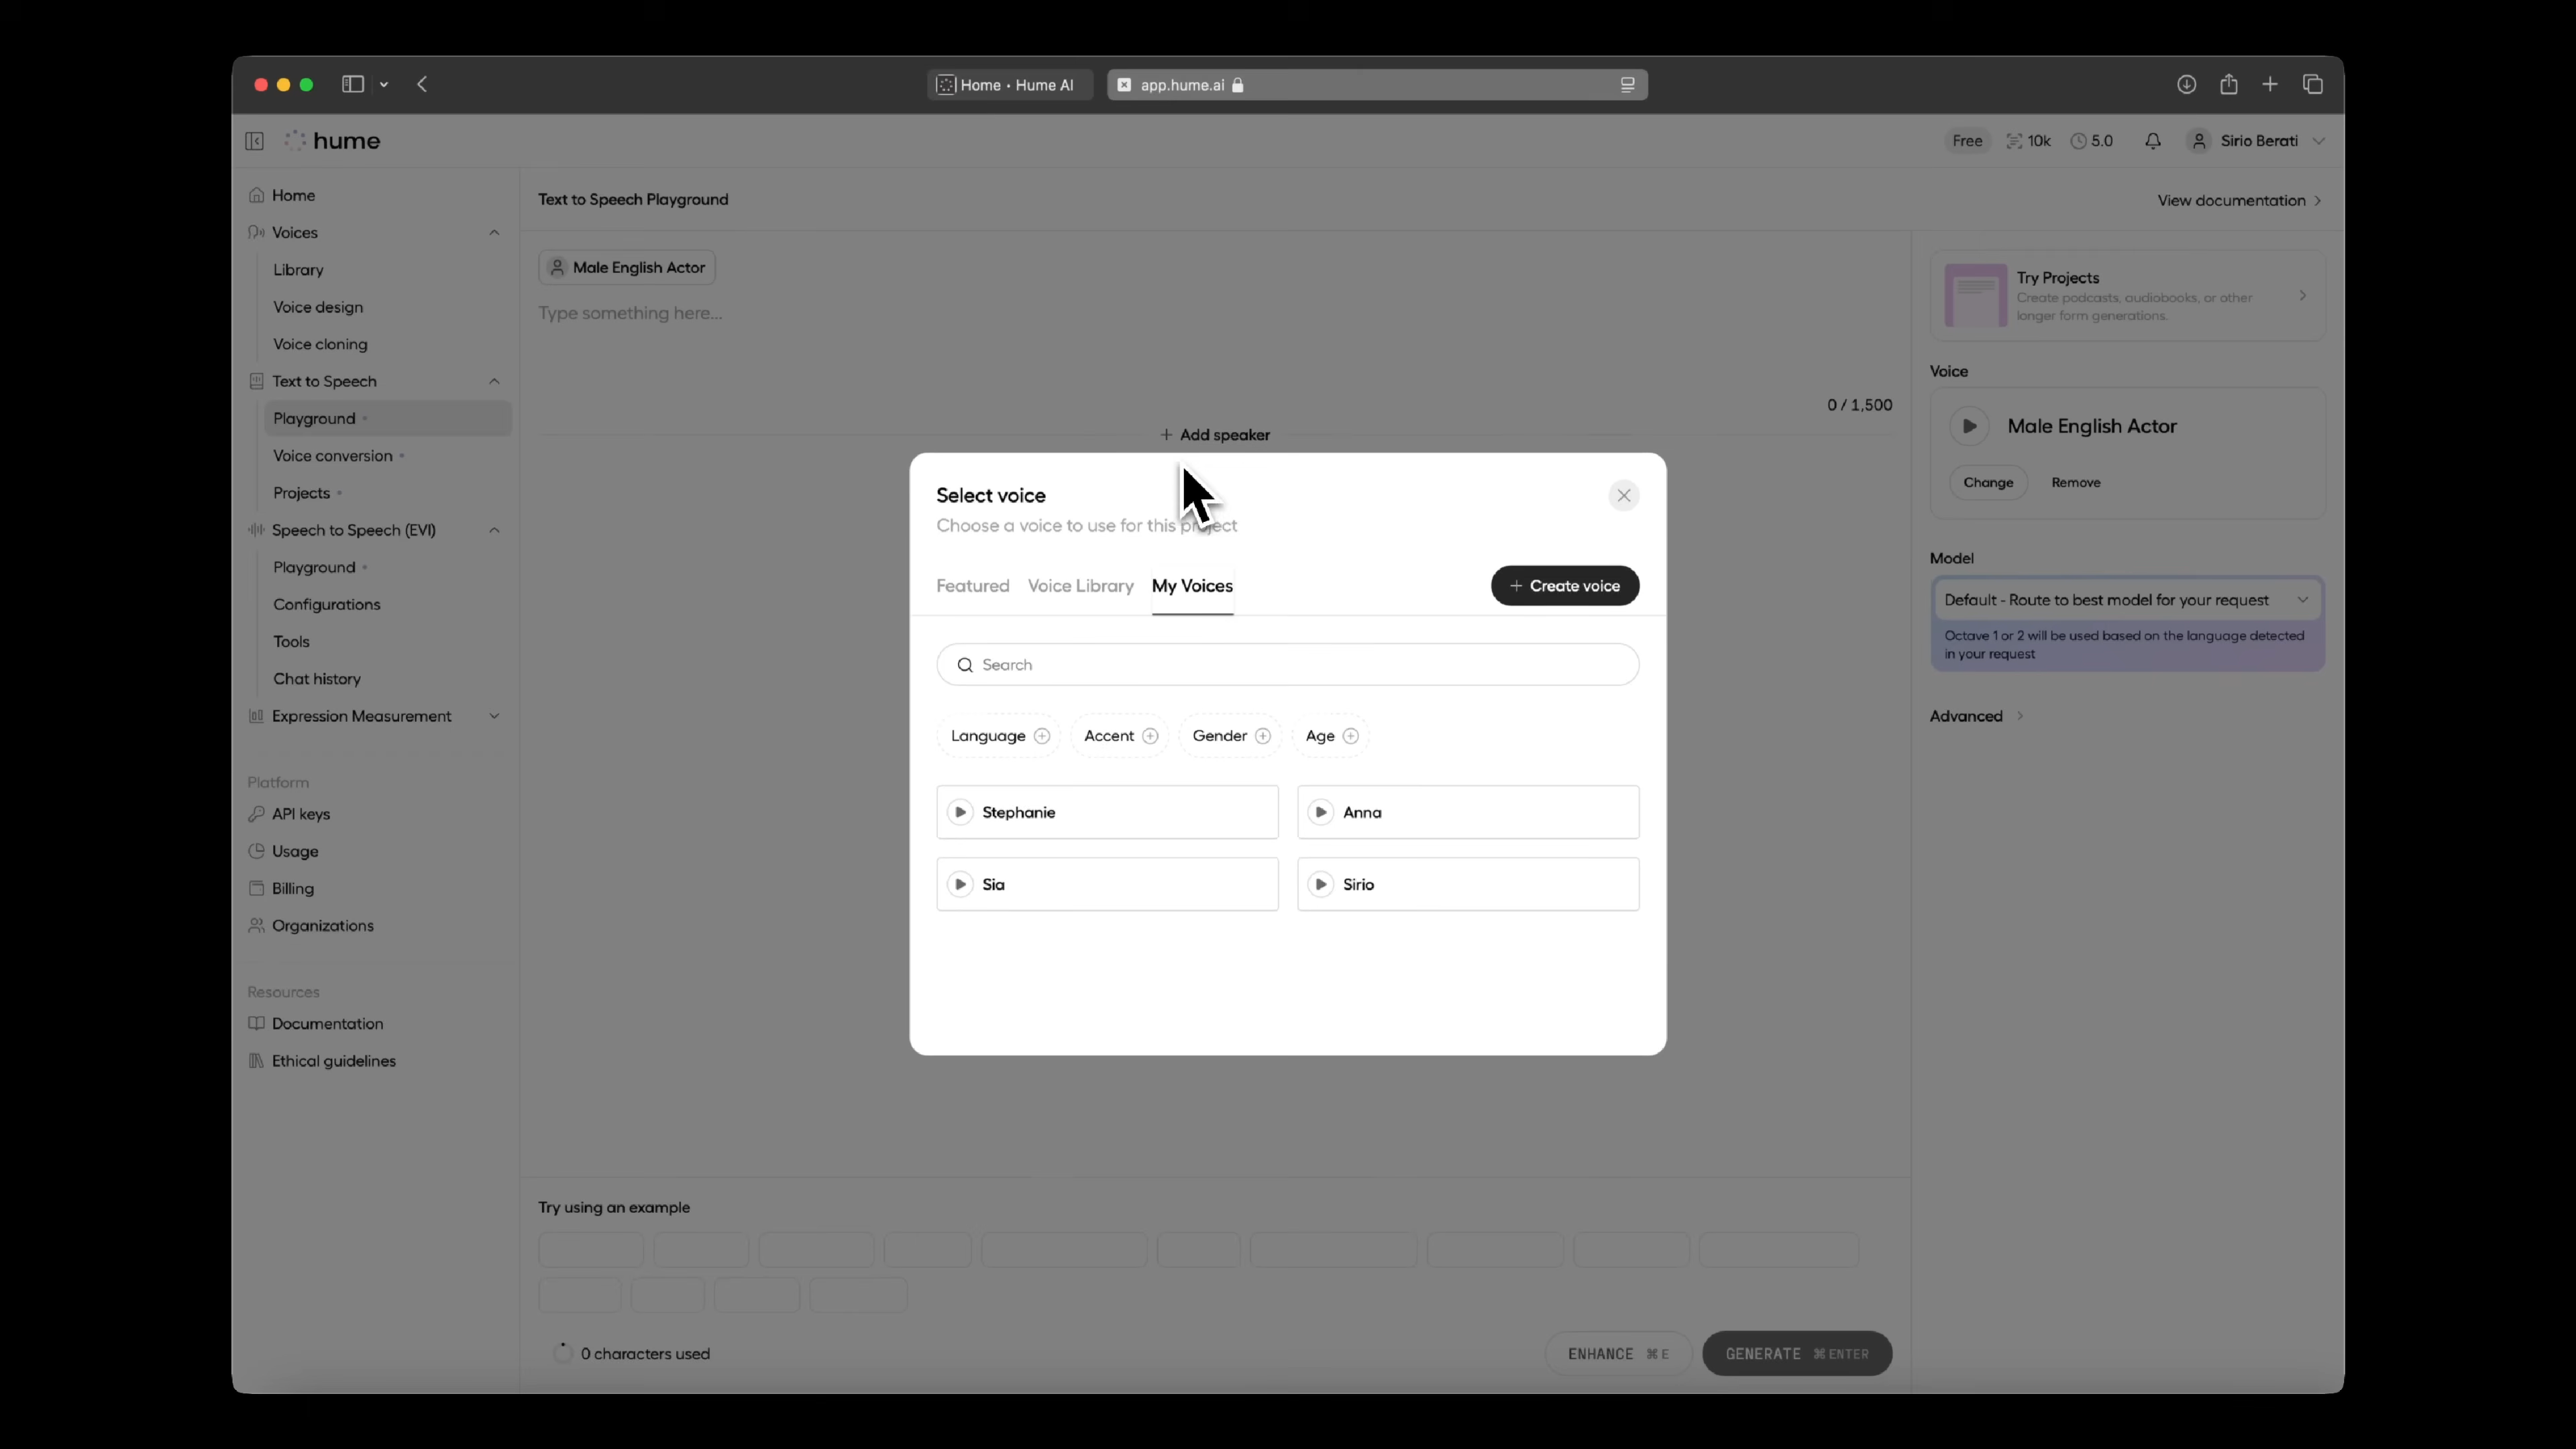 Home • Hume AI
app.hume.ai
hume
Free
10k
5.0
Sirio Berati
Home
Voices
Library
Voice design
Voice cloning
Text to Speech
Playground
Voice conversion
Projects
Speech to Speech (EVI)
Playground
Configurations
Tools
Chat history
Expression Measurement
Platform
API keys
Usage
Billing
Organizations
Resources
Documentation
Ethical guidelines
Text to Speech Playground
View documentation
Male English Actor
Type something here...
0 / 1,500
+ Add speaker
Select voice
Choose a voice to use for this project
Featured
Voice Library
My Voices
+ Create voice
Search
Language
Accent
Gender
Age
Stephanie
Anna
Sia
Sirio
Try using an example
0 characters used
ENHANCE ⌘ E
GENERATE ⌘ ENTER
Try Projects
Create podcasts, audiobooks, or other
longer form generations.
Voice
Male English Actor
Change
Remove
Model
Default - Route to best model for your request
Octave 1 or 2 will be used based on the language detected
in your request
Advanced